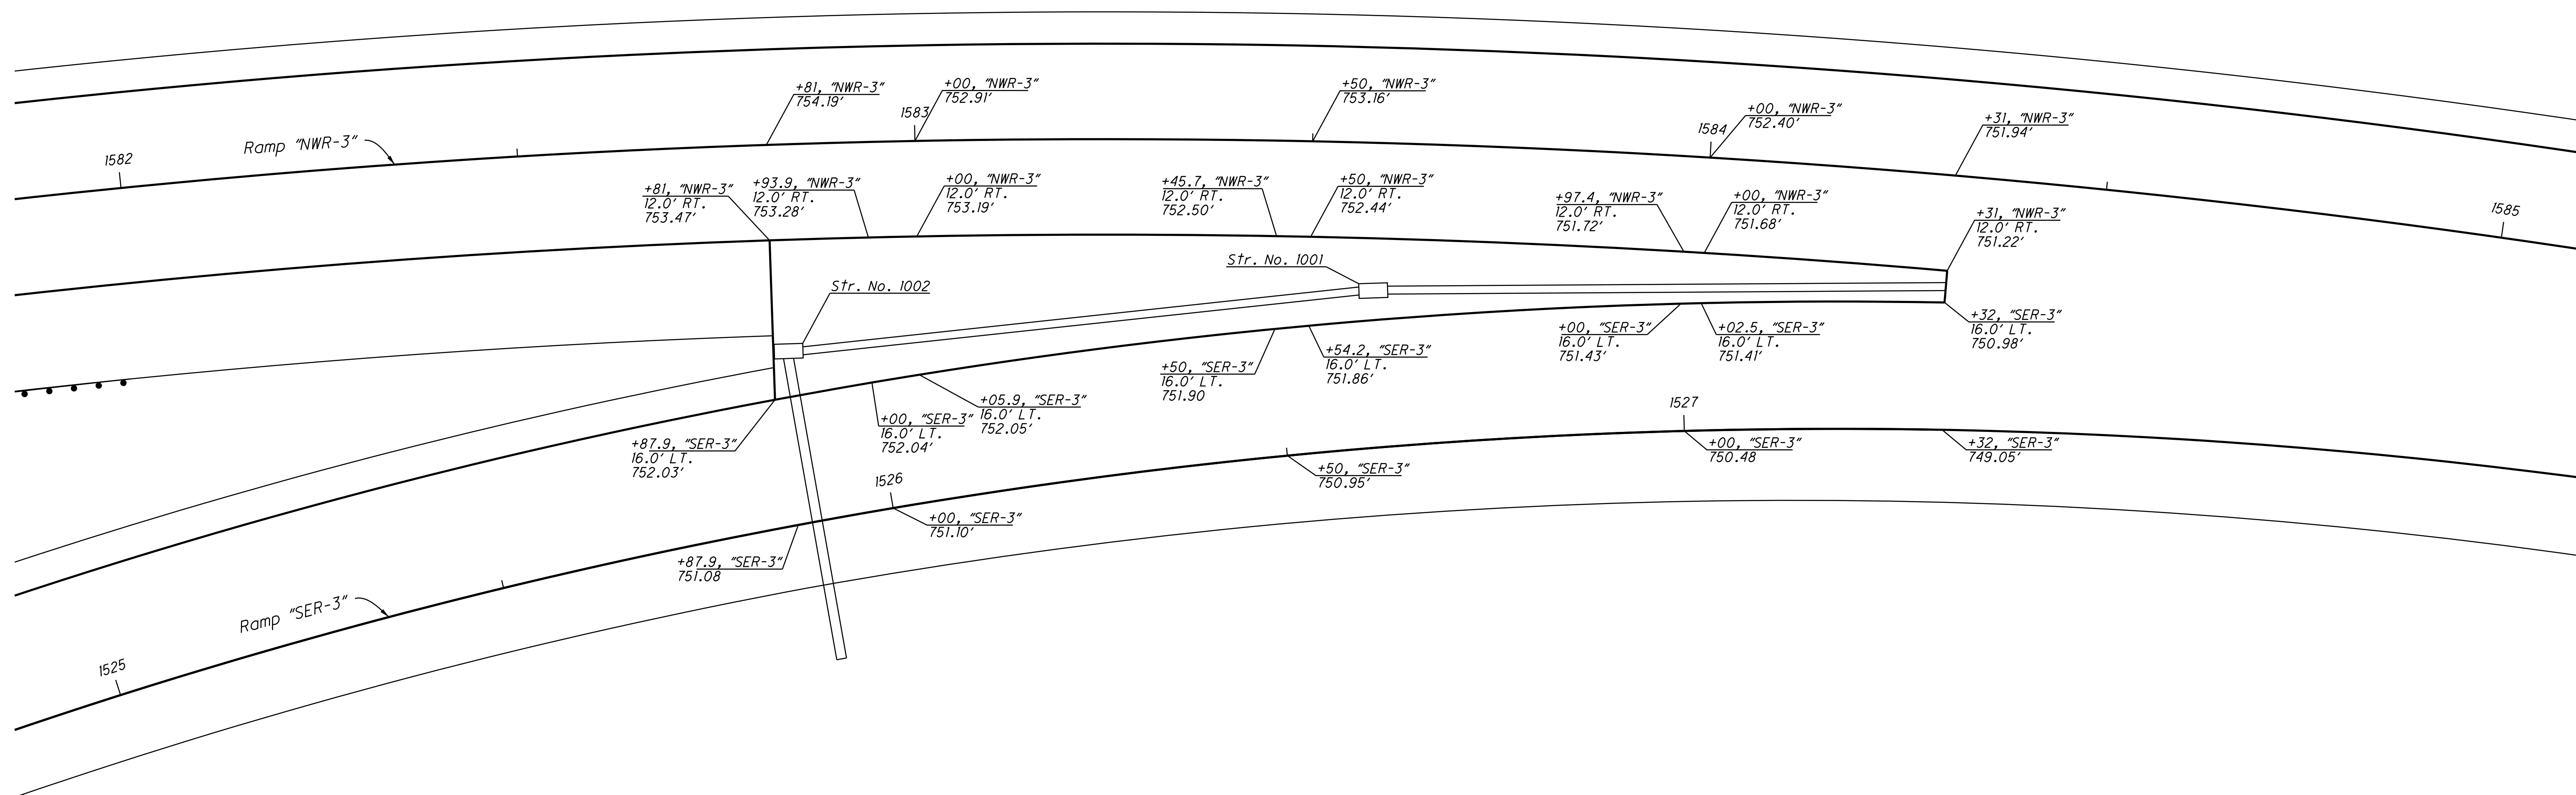 +81, "NWR-3"
754.19'
+00, "NWR-3"
752.91'
1583
+50, "NWR-3"
753.16'
+00, "NWR-3"
752.40'
1584
+31, "NWR-3"
751.94'
Ramp "NWR-3"
1582
+81, "NWR-3"
12.0' RT.
753.47'
+93.9, "NWR-3"
12.0' RT.
753.28'
+00, "NWR-3"
12.0' RT.
753.19'
+45.7, "NWR-3"
12.0' RT.
752.50'
+50, "NWR-3"
12.0' RT.
752.44'
+97.4, "NWR-3"
12.0' RT.
751.72'
+00, "NWR-3"
12.0' RT.
751.68'
+31, "NWR-3"
12.0' RT.
751.22'
1585
Str. No. 1001
Str. No. 1002
+00, "SER-3"
16.0' LT.
751.43'
+02.5, "SER-3"
16.0' LT.
751.41'
+32, "SER-3"
16.0' LT.
750.98'
+50, "SER-3"
16.0' LT.
751.90
+54.2, "SER-3"
16.0' LT.
751.86'
+87.9, "SER-3"
16.0' LT.
752.03'
+00, "SER-3"
16.0' LT.
752.04'
+05.9, "SER-3"
16.0' LT.
752.05'
1527
+00, "SER-3"
750.48
+32, "SER-3"
749.05'
+50, "SER-3"
750.95'
1526
+00, "SER-3"
751.10'
+87.9, "SER-3"
751.08
Ramp "SER-3"
1525